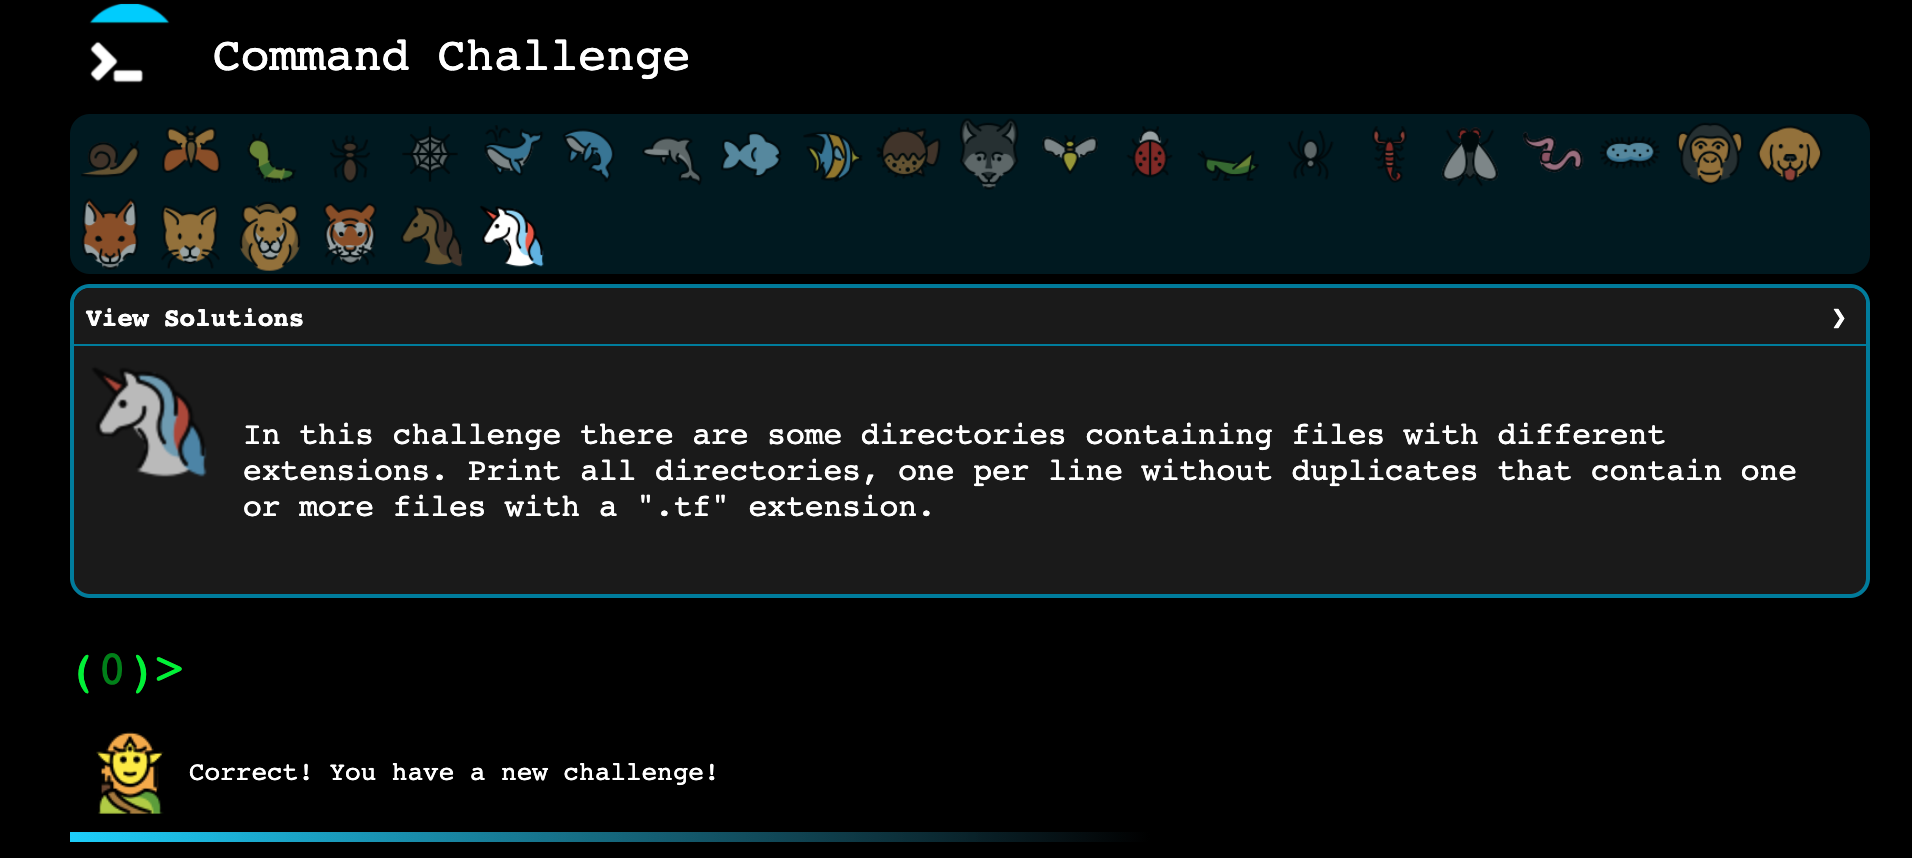 Command Challenge
View Solutions ❯
In this challenge there are some directories containing files with different
extensions. Print all directories, one per line without duplicates that contain one
or more files with a ".tf" extension.
(0)>
Correct! You have a new challenge!